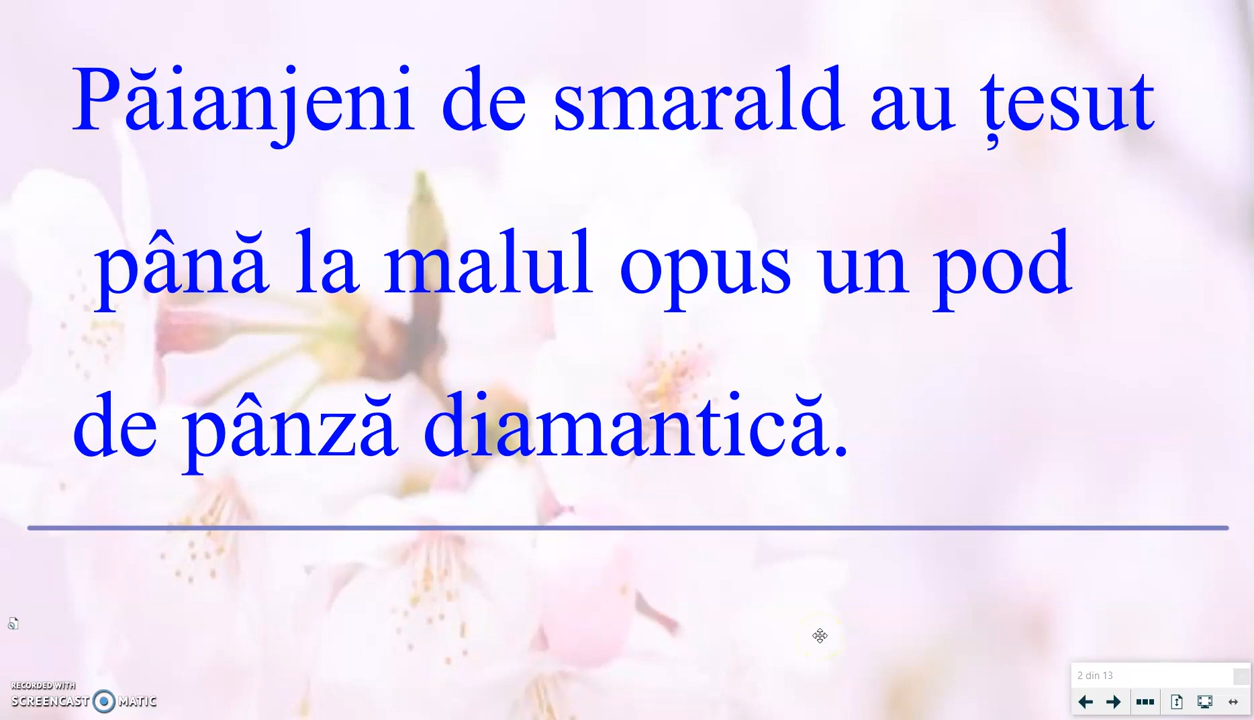 Păianjeni de smarald au țesut
până la malul opus un pod
de pânză diamantică.
2 din 13
RECORDED WITH
SCREENCAST MATIC